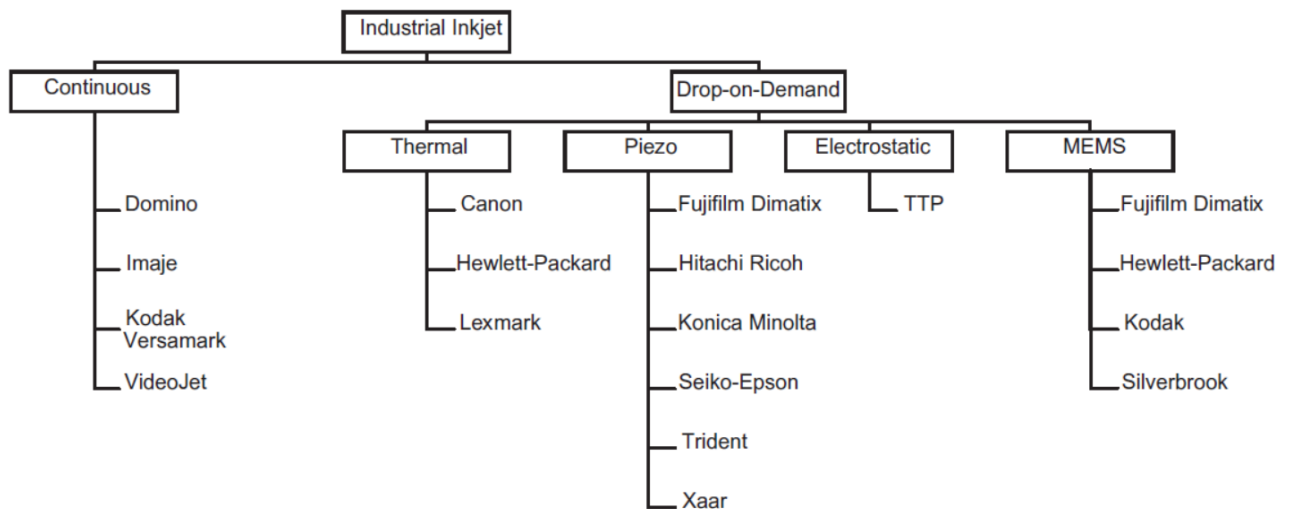 Industrial Inkjet
Continuous
Drop-on-Demand
Thermal
Piezo
Electrostatic
MEMS
Domino
Imaje
Kodak
Versamark
VideoJet
Canon
Hewlett-Packard
Lexmark
Fujifilm Dimatix
Hitachi Ricoh
Konica Minolta
Seiko-Epson
Trident
Xaar
TTP
Fujifilm Dimatix
Hewlett-Packard
Kodak
Silverbrook